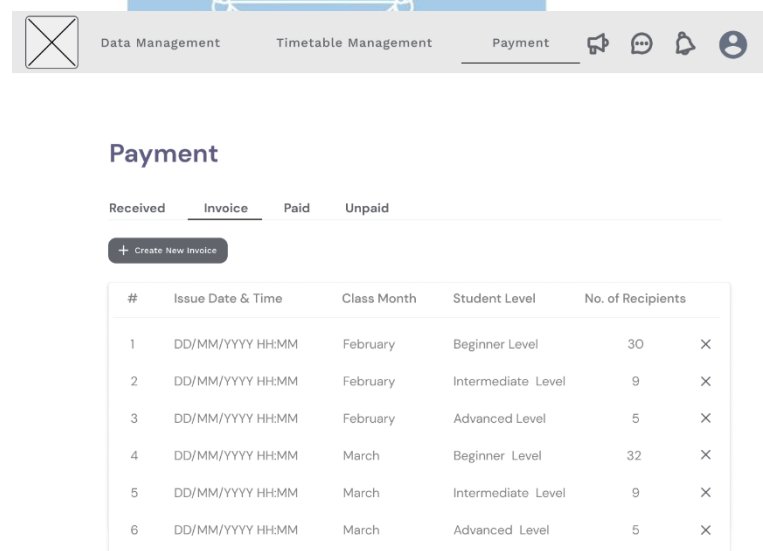 Data Management Timetable Management Payment
Payment
Received Invoice Paid Unpaid
+ Create New Invoice
# Issue Date & Time Class Month Student Level No. of Recipients
1 DD/MM/YYYY HH:MM February Beginner Level 30 ×
2 DD/MM/YYYY HH:MM February Intermediate Level 9 ×
3 DD/MM/YYYY HH:MM February Advanced Level 5 ×
4 DD/MM/YYYY HH:MM March Beginner Level 32 ×
5 DD/MM/YYYY HH:MM March Intermediate Level 9 ×
6 DD/MM/YYYY HH:MM March Advanced Level 5 ×